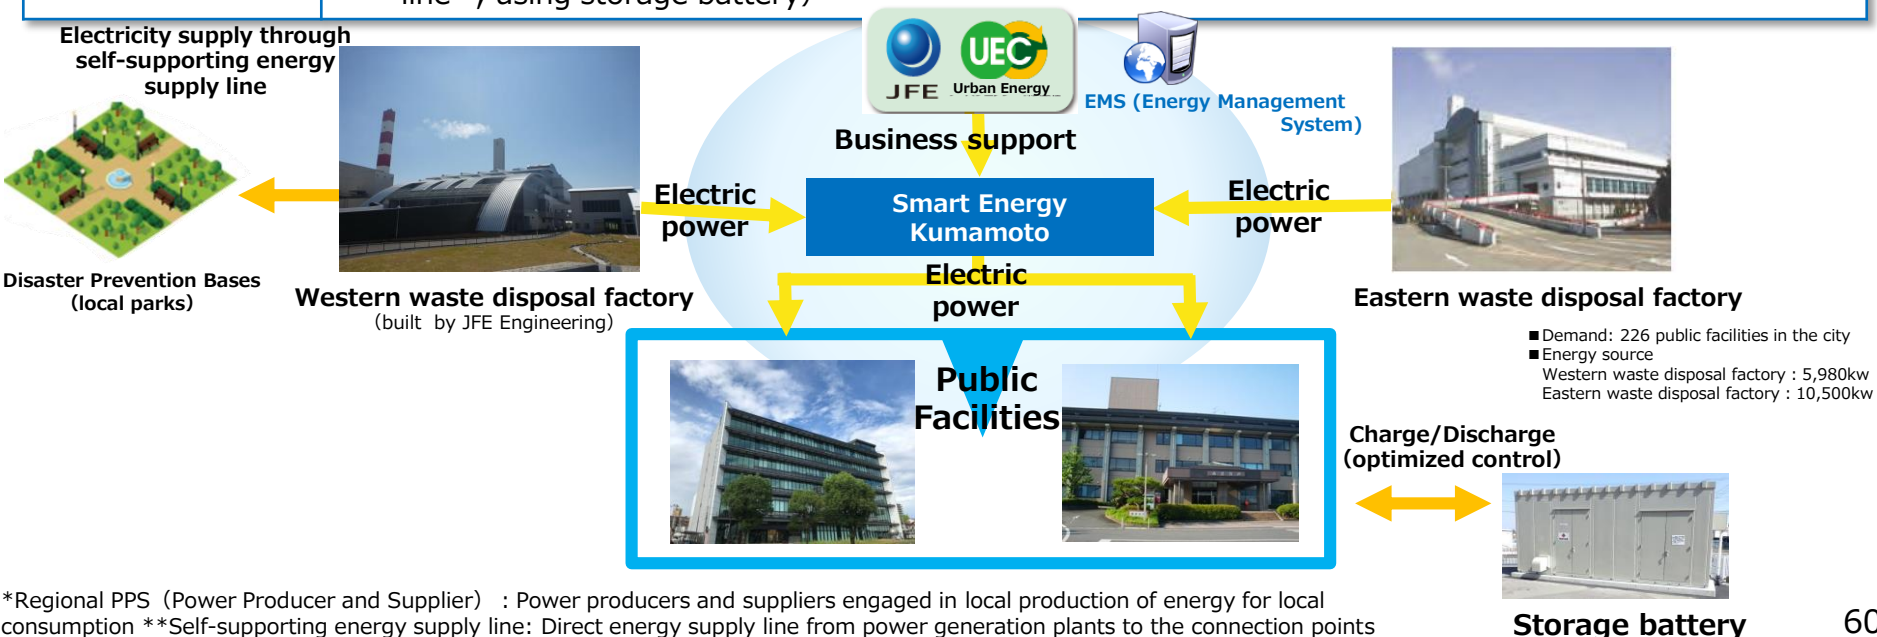 line", using storage battery)
Electricity supply through
self-supporting energy
supply line
JFE
UEC
Urban Energy
EMS (Energy Management
System)
Business support
Electric
power
Smart Energy
Kumamoto
Electric
power
Electric
power
Disaster Prevention Bases
(local parks)
Western waste disposal factory
(built by JFE Engineering)
Eastern waste disposal factory
■Demand: 226 public facilities in the city
■Energy source
Western waste disposal factory : 5,980kw
Eastern waste disposal factory : 10,500kw
Public
Facilities
Charge/Discharge
(optimized control)
Storage battery
*Regional PPS（Power Producer and Supplier） : Power producers and suppliers engaged in local production of energy for local
consumption **Self-supporting energy supply line: Direct energy supply line from power generation plants to the connection points
60